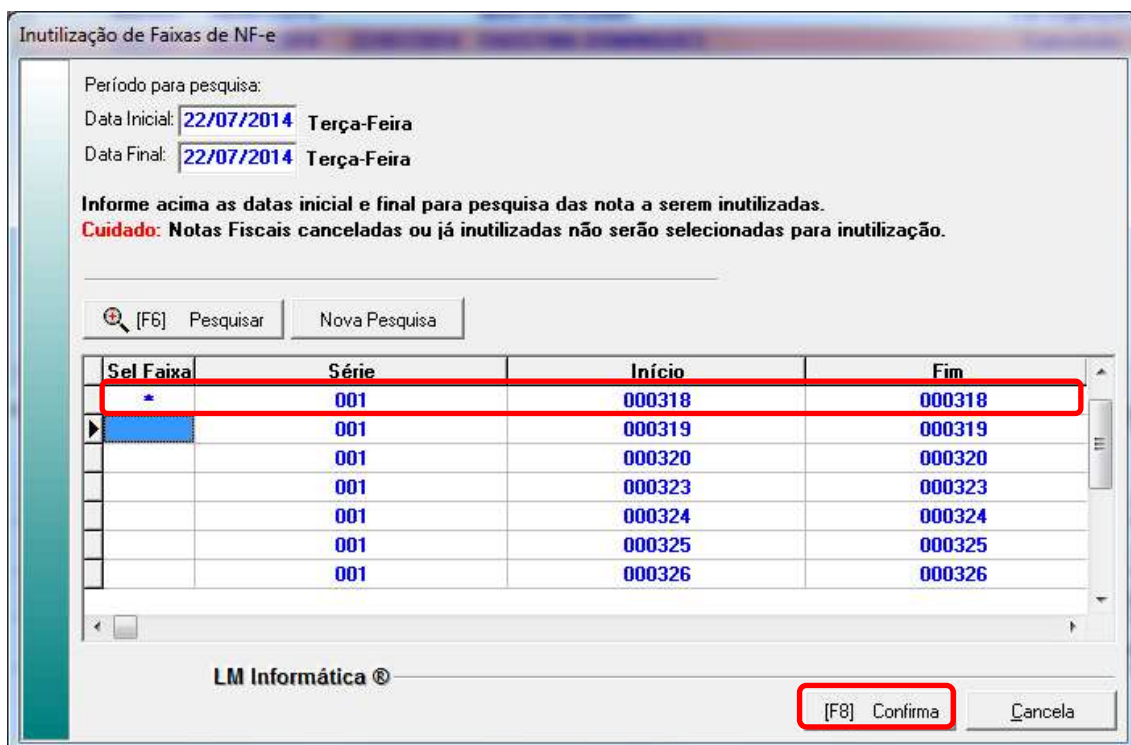 Inutilização de Faixas de NF-e
Período para pesquisa:
Data Inicial: 22/07/2014 Terça-Feira
Data Final: 22/07/2014 Terça-Feira
Informe acima as datas inicial e final para pesquisa das nota a serem inutilizadas.
Cuidado: Notas Fiscais canceladas ou já inutilizadas não serão selecionadas para inutilização.
[F6] Pesquisar Nova Pesquisa
Sel Faixa Série Início Fim
* 001 000318 000318
001 000319 000319
001 000320 000320
001 000323 000323
001 000324 000324
001 000325 000325
001 000326 000326
LM Informática ®
[F8] Confirma Cancela